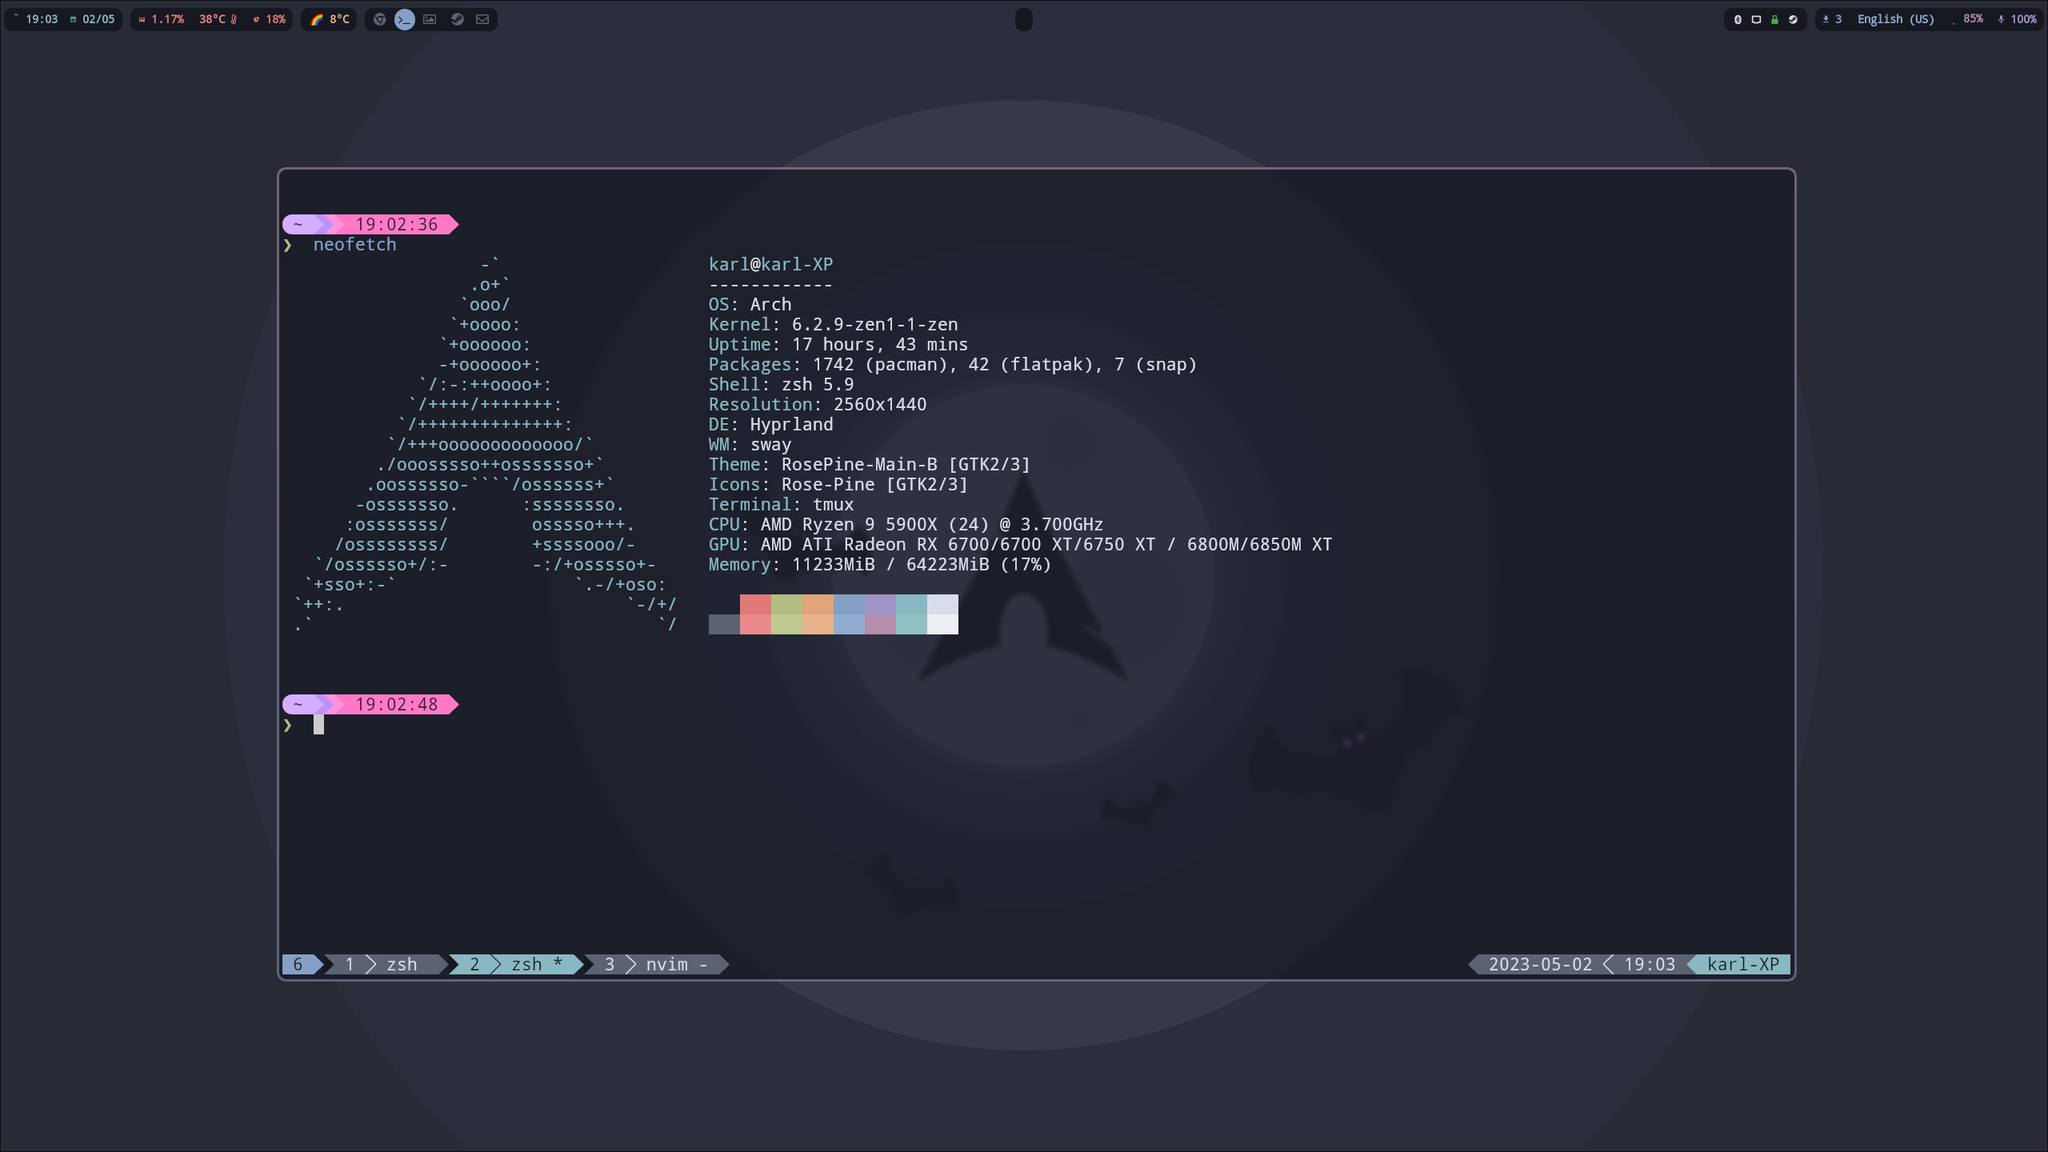 19:03 02/05 1.17% 38°C 18% 8°C
3 English (US) 85% 100%
~ 19:02:36
❯ neofetch
-`
.o+`
`ooo/
`+oooo:
`+oooooo:
-+oooooo+:
`/:-:++oooo+:
`/++++/+++++++:
`/++++++++++++++:
`/+++ooooooooooooo/`
./ooosssso++osssssso+`
.oossssso-````/ossssss+`
-osssssso. :ssssssso.
:osssssss/ osssso+++.
/ossssssss/ +ssssooo/-
`/ossssso+/:- -:/+osssso+-
`+sso+:-` `.-/+oso:
`++:. `-/+/
.` `/
karl@karl-XP
------------
OS: Arch
Kernel: 6.2.9-zen1-1-zen
Uptime: 17 hours, 43 mins
Packages: 1742 (pacman), 42 (flatpak), 7 (snap)
Shell: zsh 5.9
Resolution: 2560x1440
DE: Hyprland
WM: sway
Theme: RosePine-Main-B [GTK2/3]
Icons: Rose-Pine [GTK2/3]
Terminal: tmux
CPU: AMD Ryzen 9 5900X (24) @ 3.700GHz
GPU: AMD ATI Radeon RX 6700/6700 XT/6750 XT / 6800M/6850M XT
Memory: 11233MiB / 64223MiB (17%)
~ 19:02:48
❯
6 1 zsh 2 zsh * 3 nvim - 2023-05-02 19:03 karl-XP